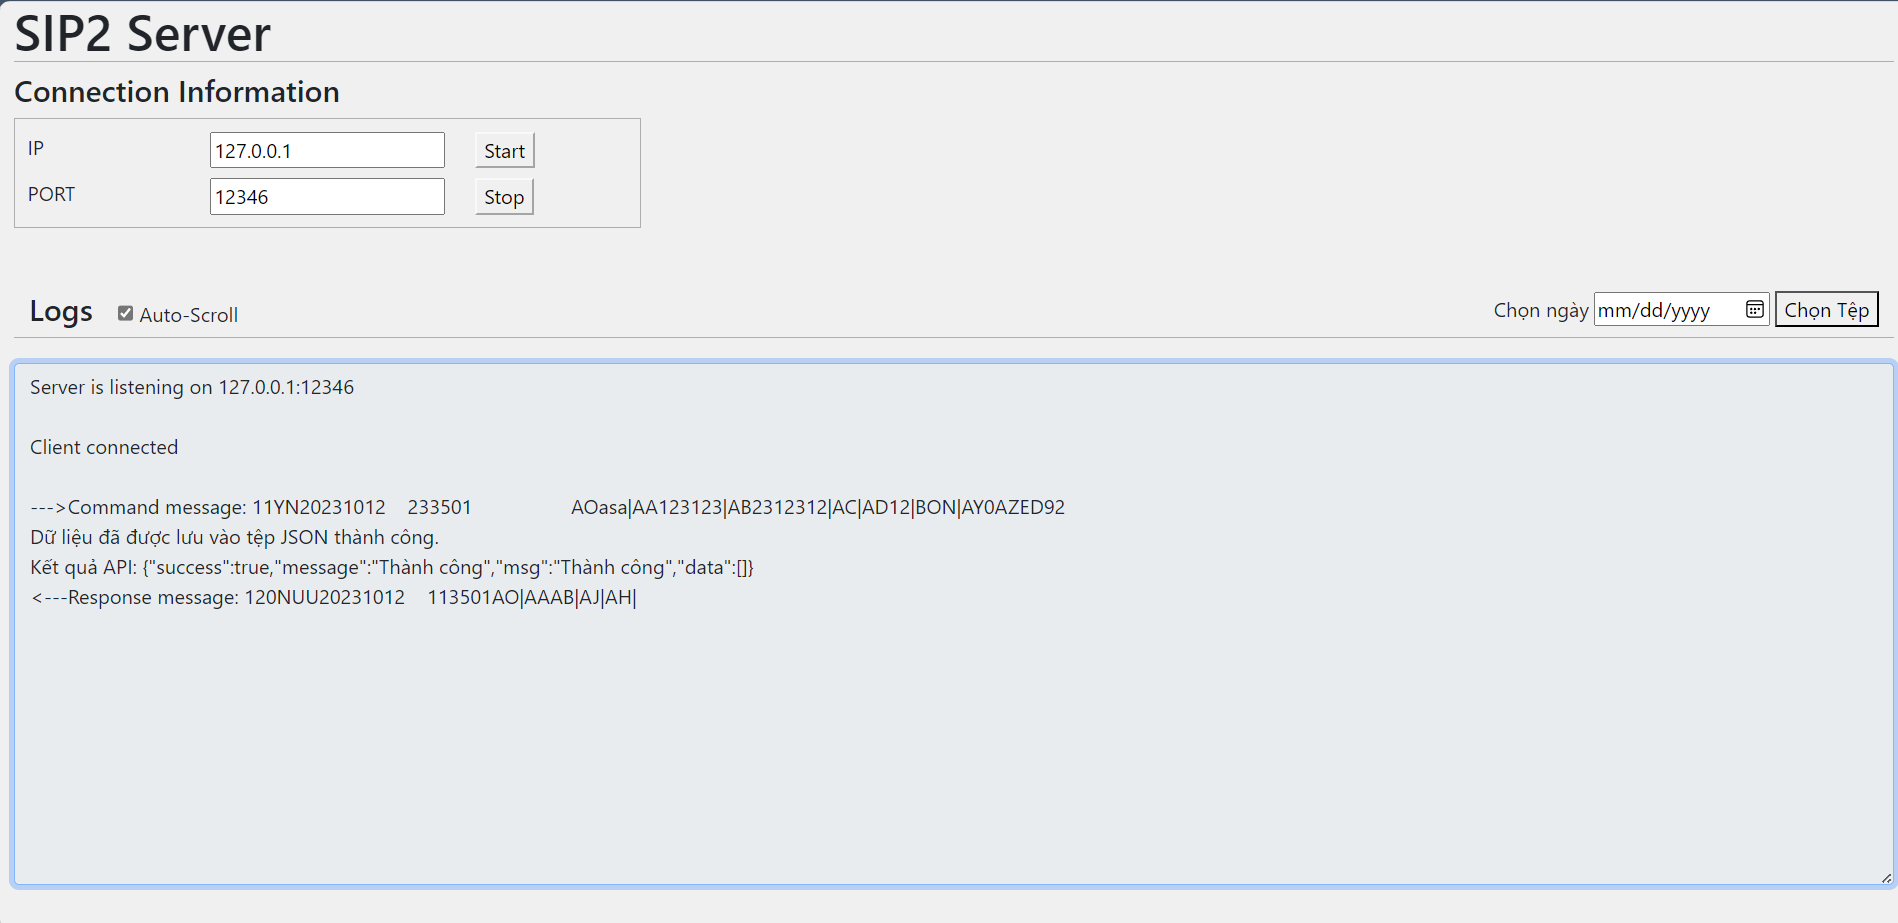 SIP2 Server
Connection Information
IP 127.0.0.1 Start
PORT 12346 Stop
Logs Auto-Scroll Chọn ngày mm/dd/yyyy Chọn Tệp
Server is listening on 127.0.0.1:12346
Client connected
--->Command message: 11YN20231012    233501                  AOasa|AA123123|AB2312312|AC|AD12|BON|AY0AZED92
Dữ liệu đã được lưu vào tệp JSON thành công.
Kết quả API: {"success":true,"message":"Thành công","msg":"Thành công","data":[]}
<---Response message: 120NUU20231012    113501AO|AAAB|AJ|AH|